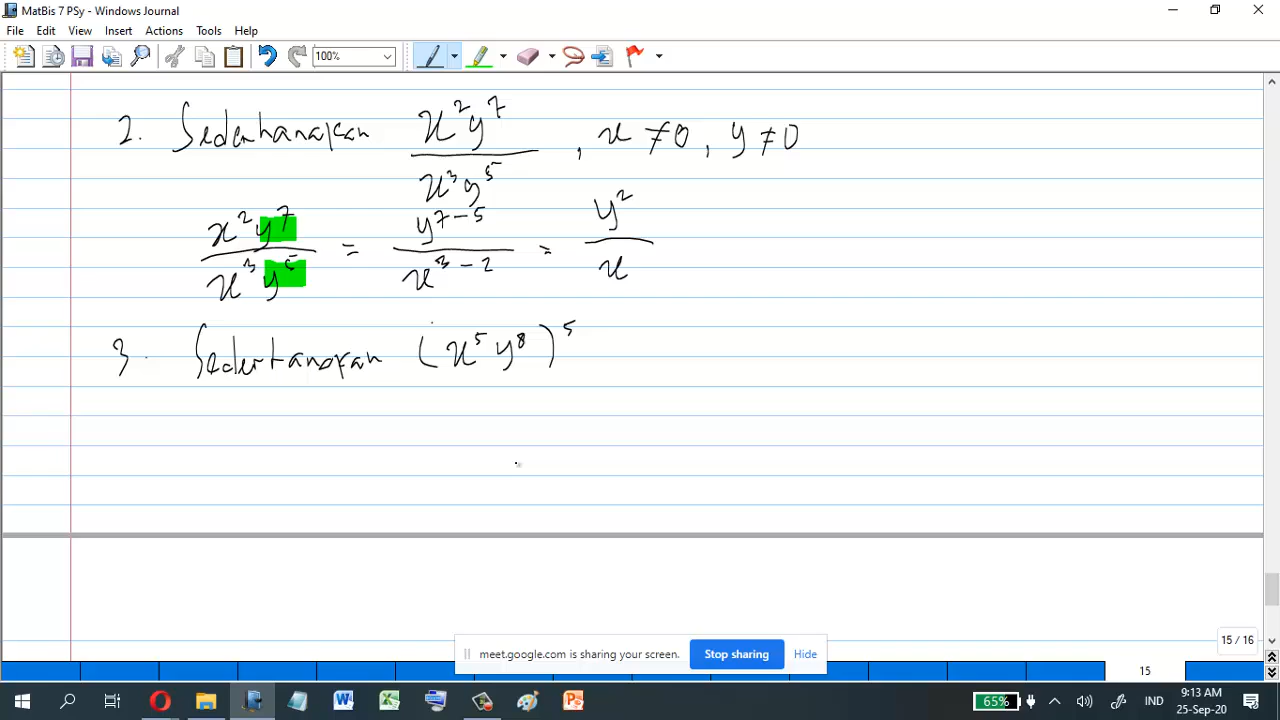 MatBis 7 PSy - Windows Journal
File Edit View Insert Actions Tools Help
100%
2. Sederhanakan x²y⁷ / x³y⁵ , x ≠ 0, y ≠ 0
x²y⁷ / x³y⁵ = y⁷⁻⁵ / x³⁻² = y² / x
3. Sederhanakan (x⁵ y⁸)⁵
15 / 16
meet.google.com is sharing your screen. Stop sharing Hide
15
65% IND 9:13 AM
25-Sep-20